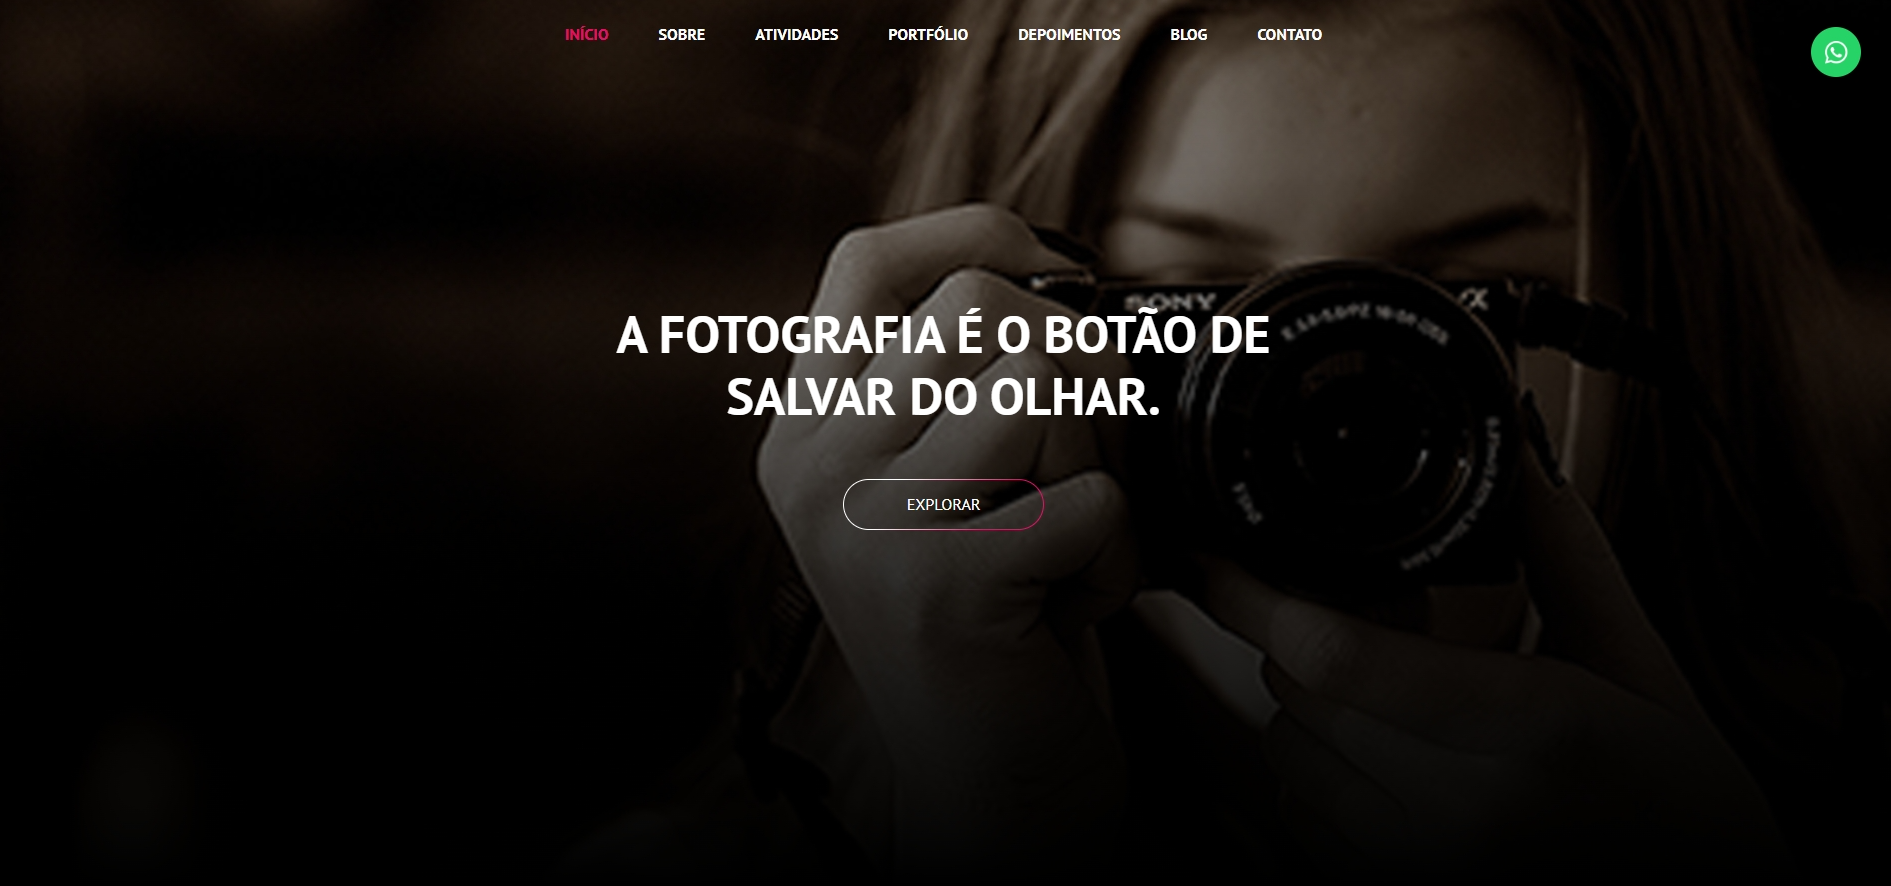 INÍCIO SOBRE ATIVIDADES PORTFÓLIO DEPOIMENTOS BLOG CONTATO
SONY
A FOTOGRAFIA É O BOTÃO DE
SALVAR DO OLHAR.
EXPLORAR